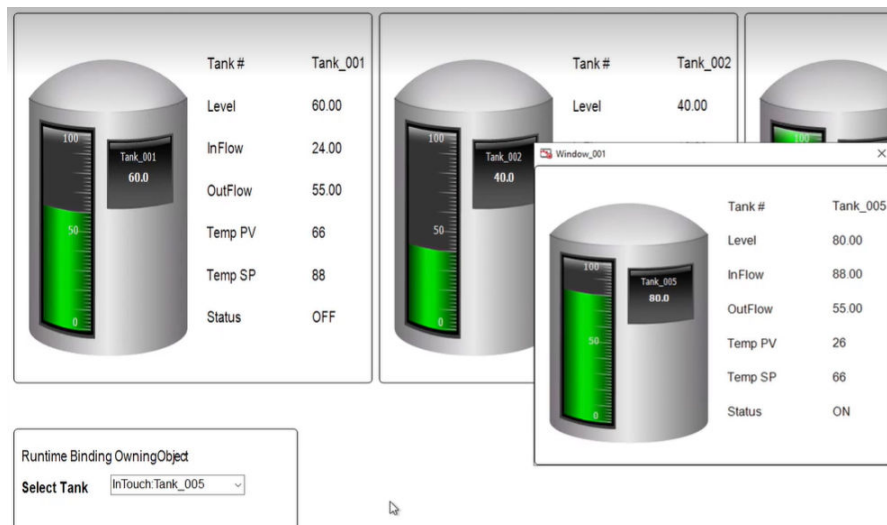 Tank # Tank_001
Level 60.00
InFlow 24.00
OutFlow 55.00
Temp PV 66
Temp SP 88
Status OFF
100
50
0
Tank_001
60.0
Tank # Tank_002
Level 40.00
100
50
0
Tank_002
40.0
100
Window_001
Tank # Tank_005
Level 80.00
InFlow 88.00
OutFlow 55.00
Temp PV 26
Temp SP 66
Status ON
100
50
0
Tank_005
80.0
Runtime Binding OwningObject
Select Tank InTouch:Tank_005